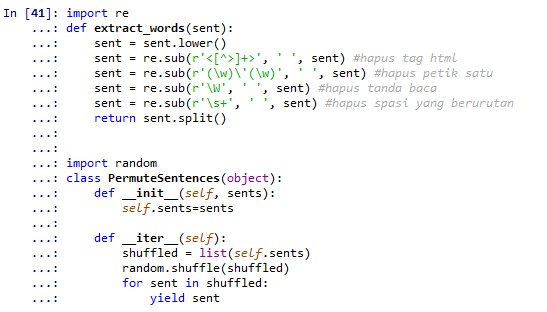 In [41]: import re
    ...: def extract_words(sent):
    ...:     sent = sent.lower()
    ...:     sent = re.sub(r'<[^>]+>', ' ', sent) #hapus tag html
    ...:     sent = re.sub(r'(\w)\'(\w)', ' ', sent) #hapus petik satu
    ...:     sent = re.sub(r'\W', ' ', sent) #hapus tanda baca
    ...:     sent = re.sub(r'\s+', ' ', sent) #hapus spasi yang berurutan
    ...:     return sent.split()
    ...:
    ...:
    ...: import random
    ...: class PermuteSentences(object):
    ...:     def __init__(self, sents):
    ...:         self.sents=sents
    ...:
    ...:     def __iter__(self):
    ...:         shuffled = list(self.sents)
    ...:         random.shuffle(shuffled)
    ...:         for sent in shuffled:
    ...:             yield sent